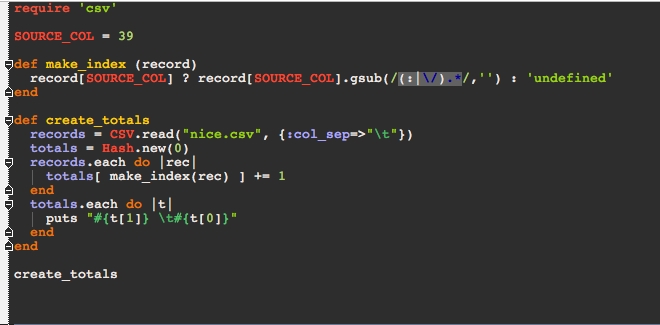 require 'csv'
SOURCE_COL = 39
def make_index (record)
record[SOURCE_COL] ? record[SOURCE_COL].gsub(/(:|\/).*/,'') : 'undefined'
end
def create_totals
records = CSV.read("nice.csv", {:col_sep=>"\t"})
totals = Hash.new(0)
records.each do |rec|
totals[ make_index(rec) ] += 1
end
totals.each do |t|
puts "#{t[1]} \t#{t[0]}"
end
end
create_totals